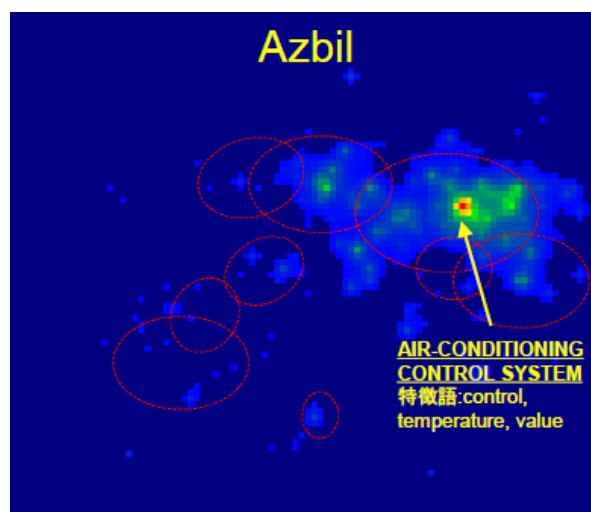 Azbil
AIR-CONDITIONING
CONTROL SYSTEM
特徴語:control,
temperature, value